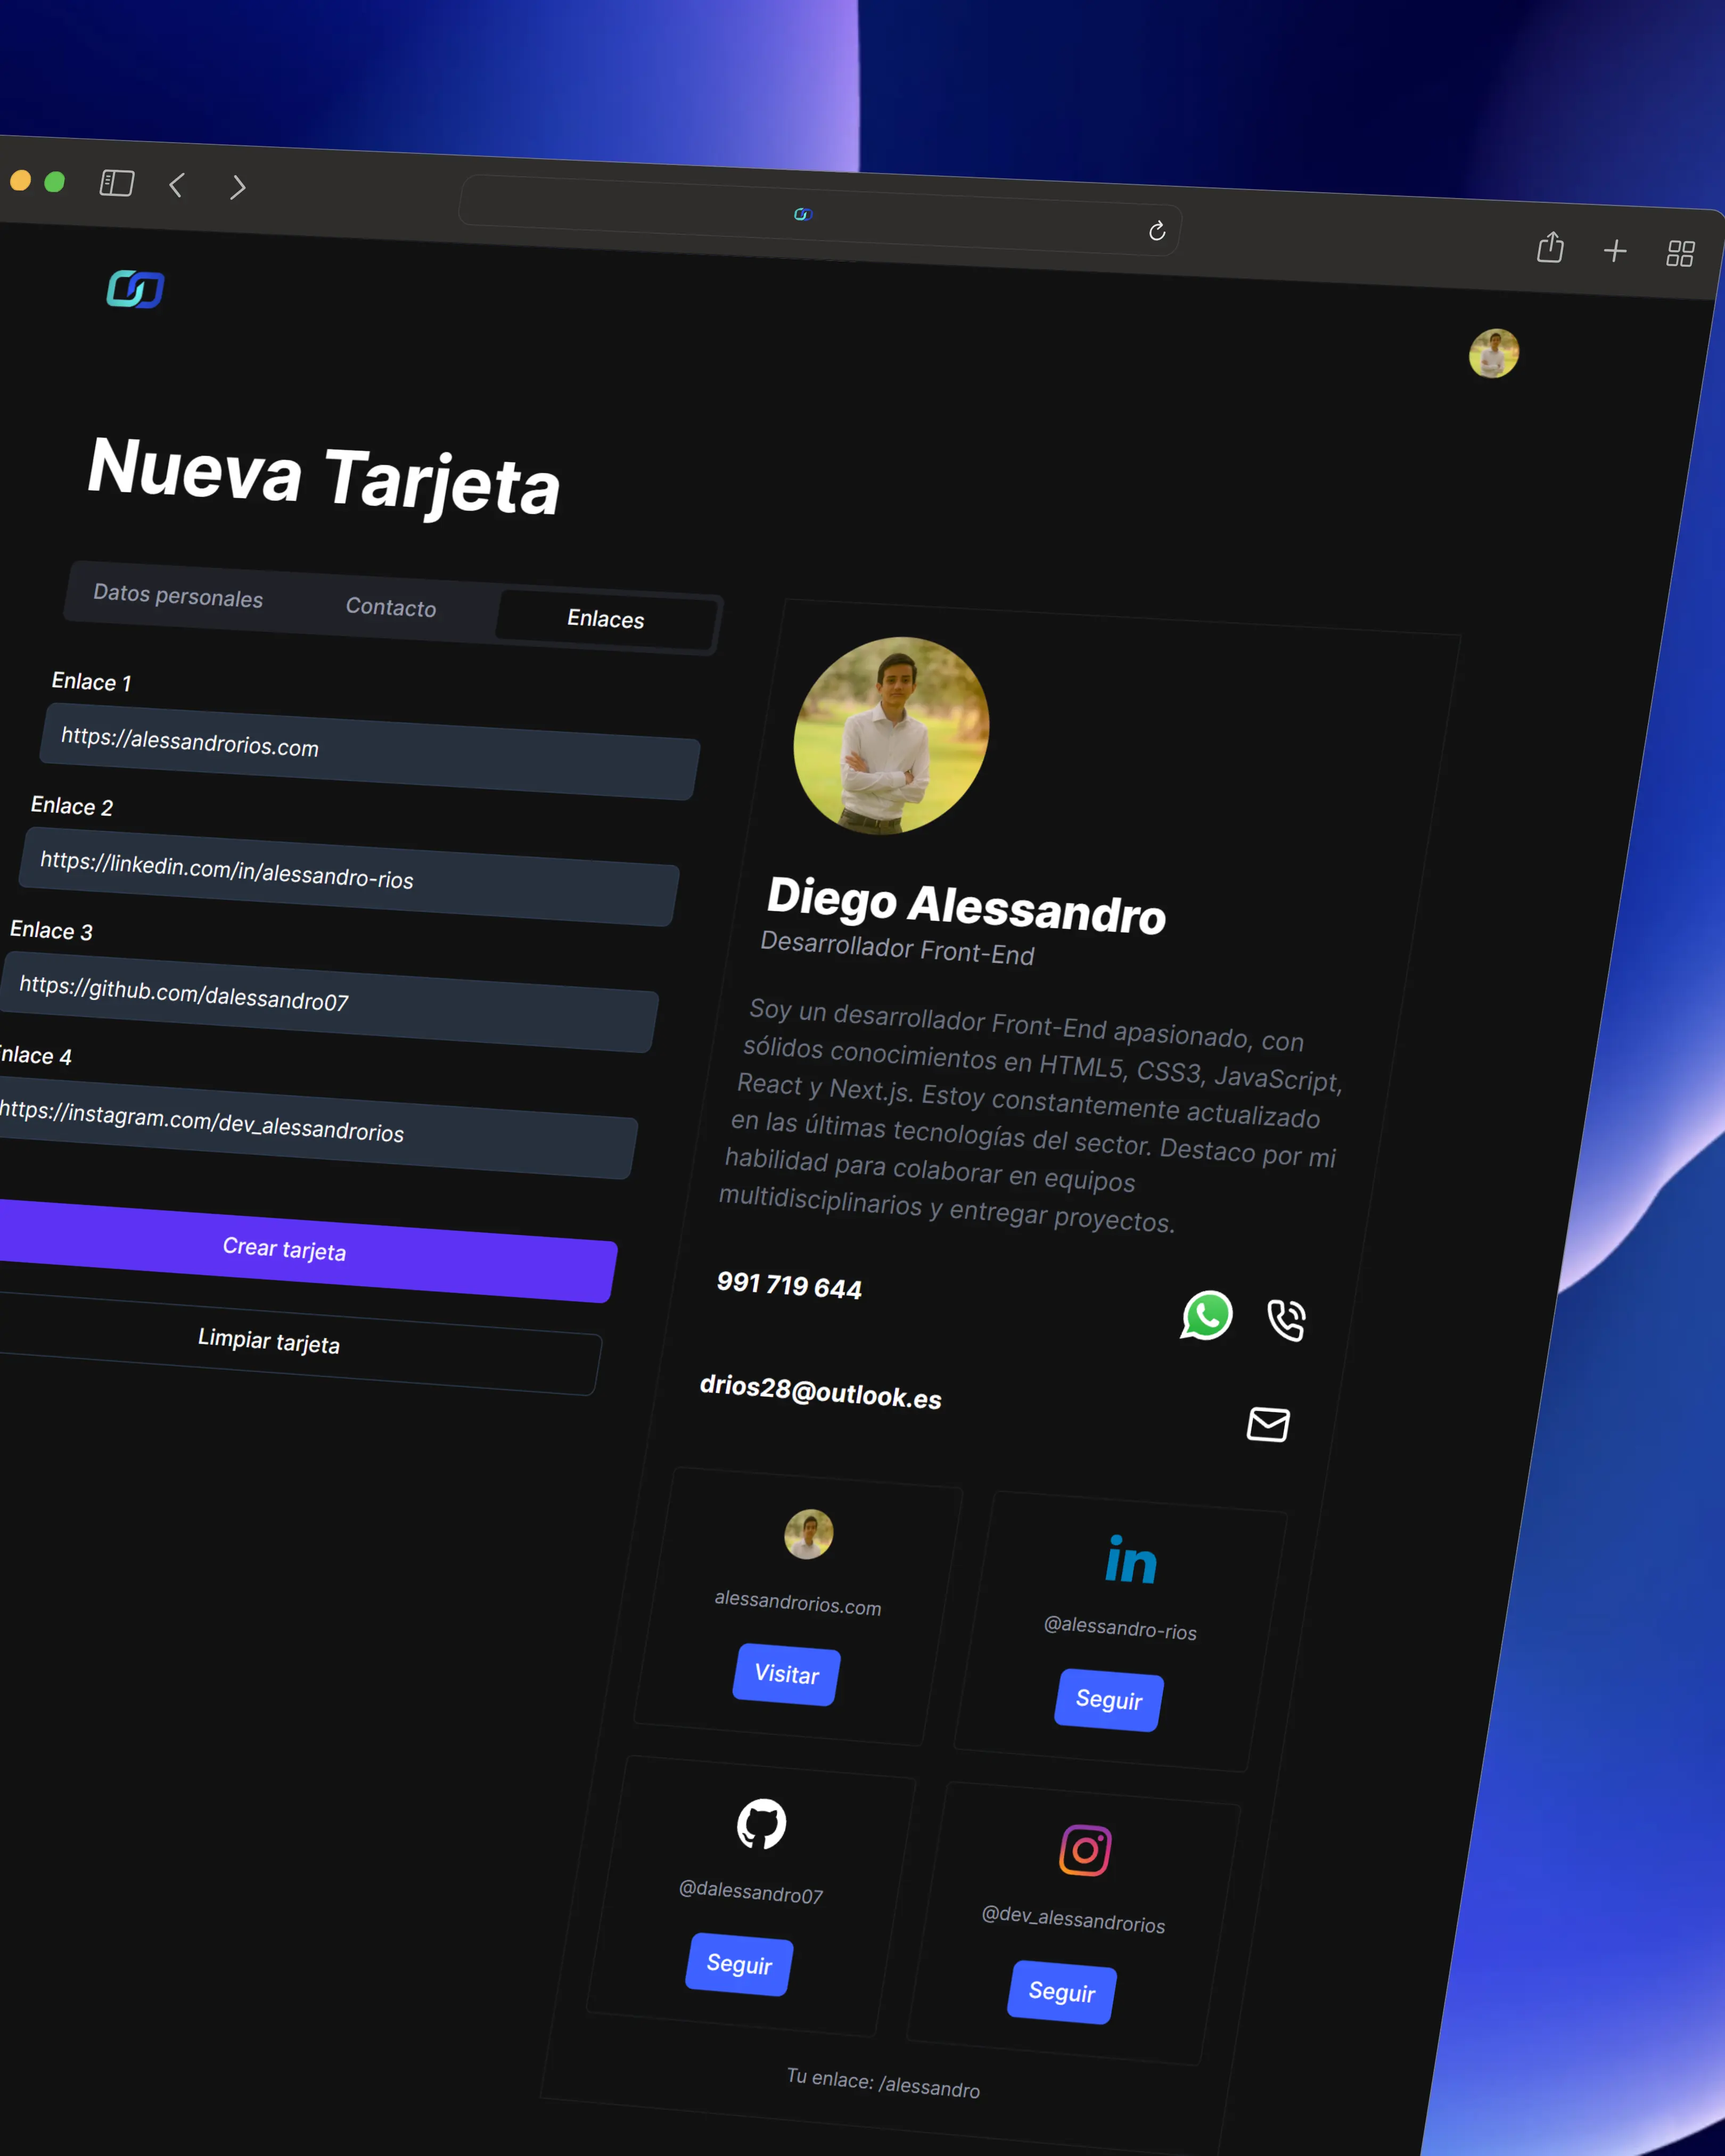 Nueva Tarjeta
Datos personales
Contacto
Enlaces
Enlace 1
https://alessandrorios.com
Enlace 2
https://linkedin.com/in/alessandro-rios
Enlace 3
https://github.com/dalessandro07
nlace 4
https://instagram.com/dev_alessandrorios
Crear tarjeta
Limpiar tarjeta
Diego Alessandro
Desarrollador Front-End
Soy un desarrollador Front-End apasionado, con
sólidos conocimientos en HTML5, CSS3, JavaScript,
React y Next.js. Estoy constantemente actualizado
en las últimas tecnologías del sector. Destaco por mi
habilidad para colaborar en equipos
multidisciplinarios y entregar proyectos.
991 719 644
drios28@outlook.es
alessandrorios.com
Visitar
in
@alessandro-rios
Seguir
@dalessandro07
Seguir
@dev_alessandrorios
Seguir
Tu enlace: /alessandro